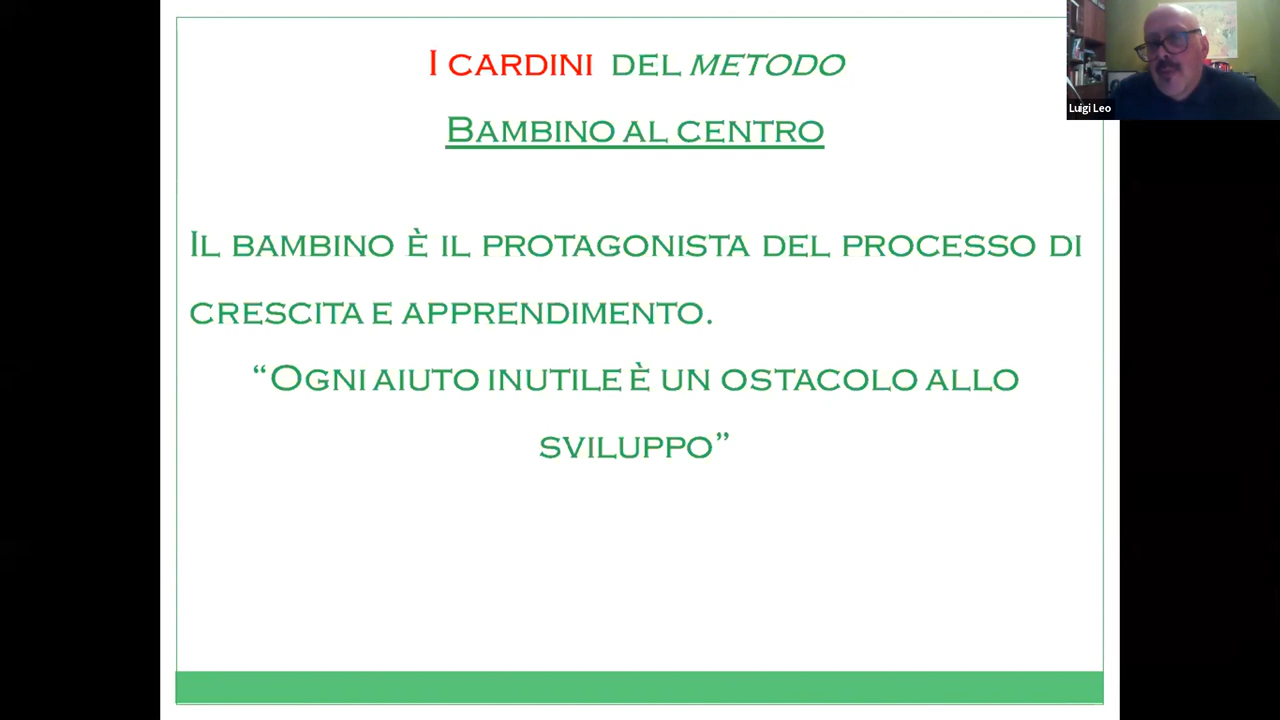 I CARDINI DEL METODO
BAMBINO AL CENTRO
IL BAMBINO È IL PROTAGONISTA DEL PROCESSO DI
CRESCITA E APPRENDIMENTO.
“OGNI AIUTO INUTILE È UN OSTACOLO ALLO
SVILUPPO”
Luigi Leo